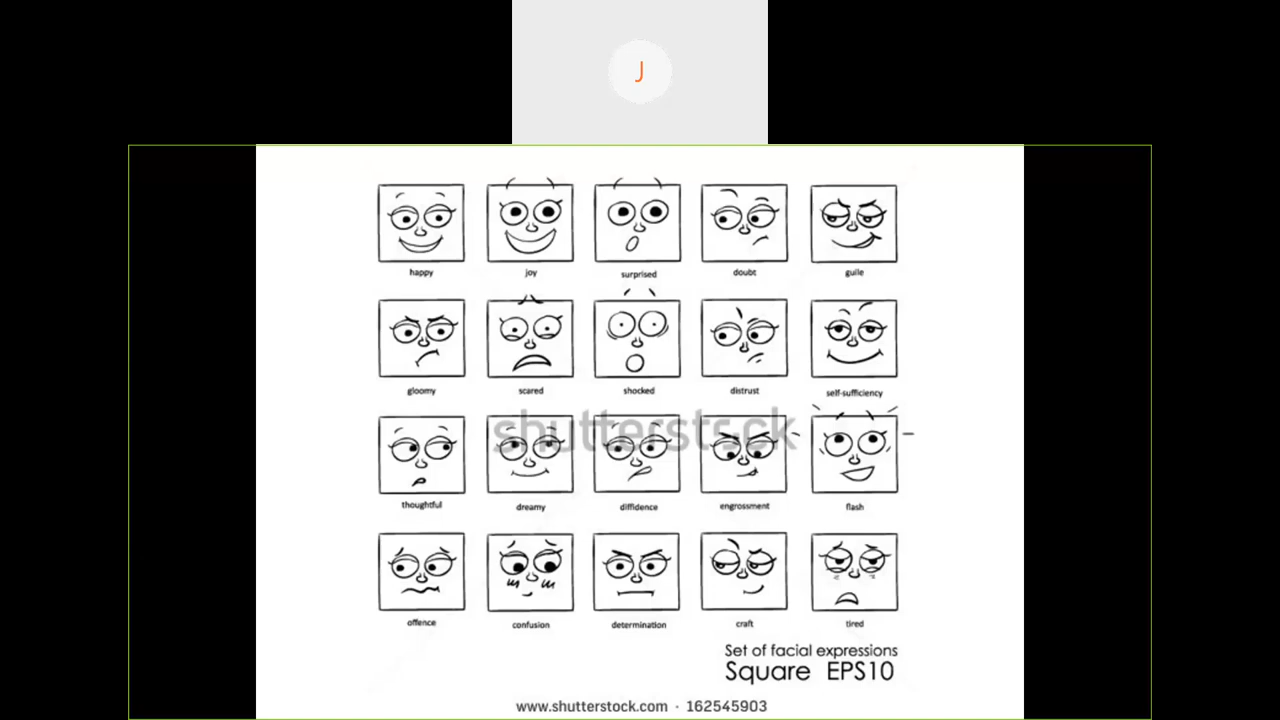 J
happy joy surprised doubt guile
gloomy scared shocked distrust self-sufficiency
shutterstock
thoughtful dreamy diffidence engrossment flash
offence confusion determination craft tired
Set of facial expressions
Square EPS10
www.shutterstock.com · 162545903